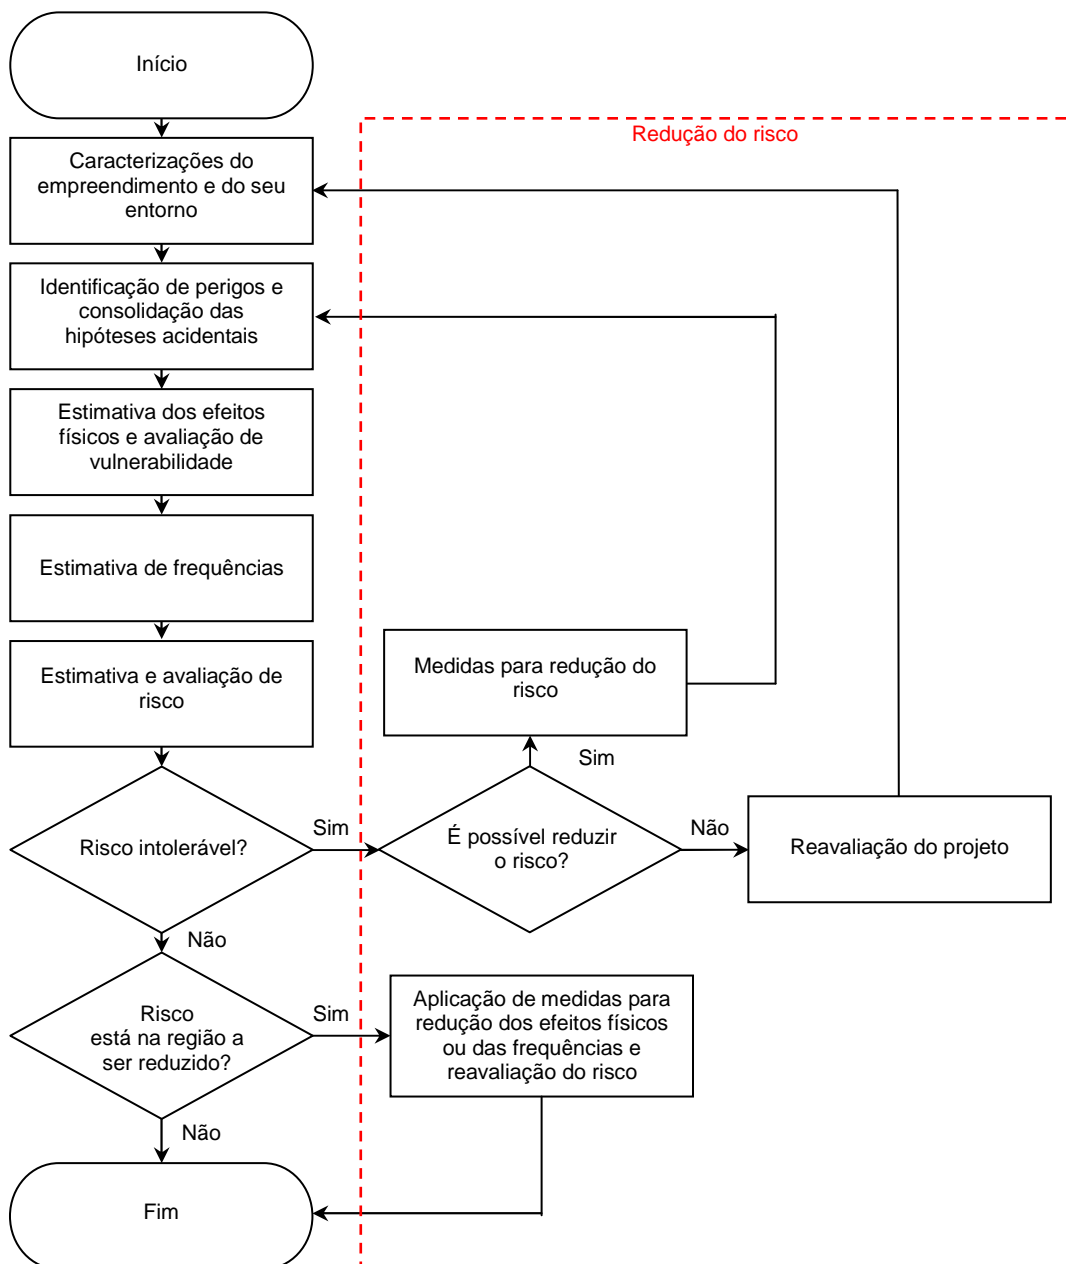 Início
Redução do risco
Caracterizações do
empreendimento e do seu
entorno
Identificação de perigos e
consolidação das
hipóteses acidentais
Estimativa dos efeitos
físicos e avaliação de
vulnerabilidade
Estimativa de frequências
Estimativa e avaliação de
risco
Medidas para redução do
risco
Sim
Risco intolerável?
Sim
É possível reduzir
o risco?
Não
Reavaliação do projeto
Não
Risco
está na região a
ser reduzido?
Sim
Aplicação de medidas para
redução dos efeitos físicos
ou das frequências e
reavaliação do risco
Não
Fim